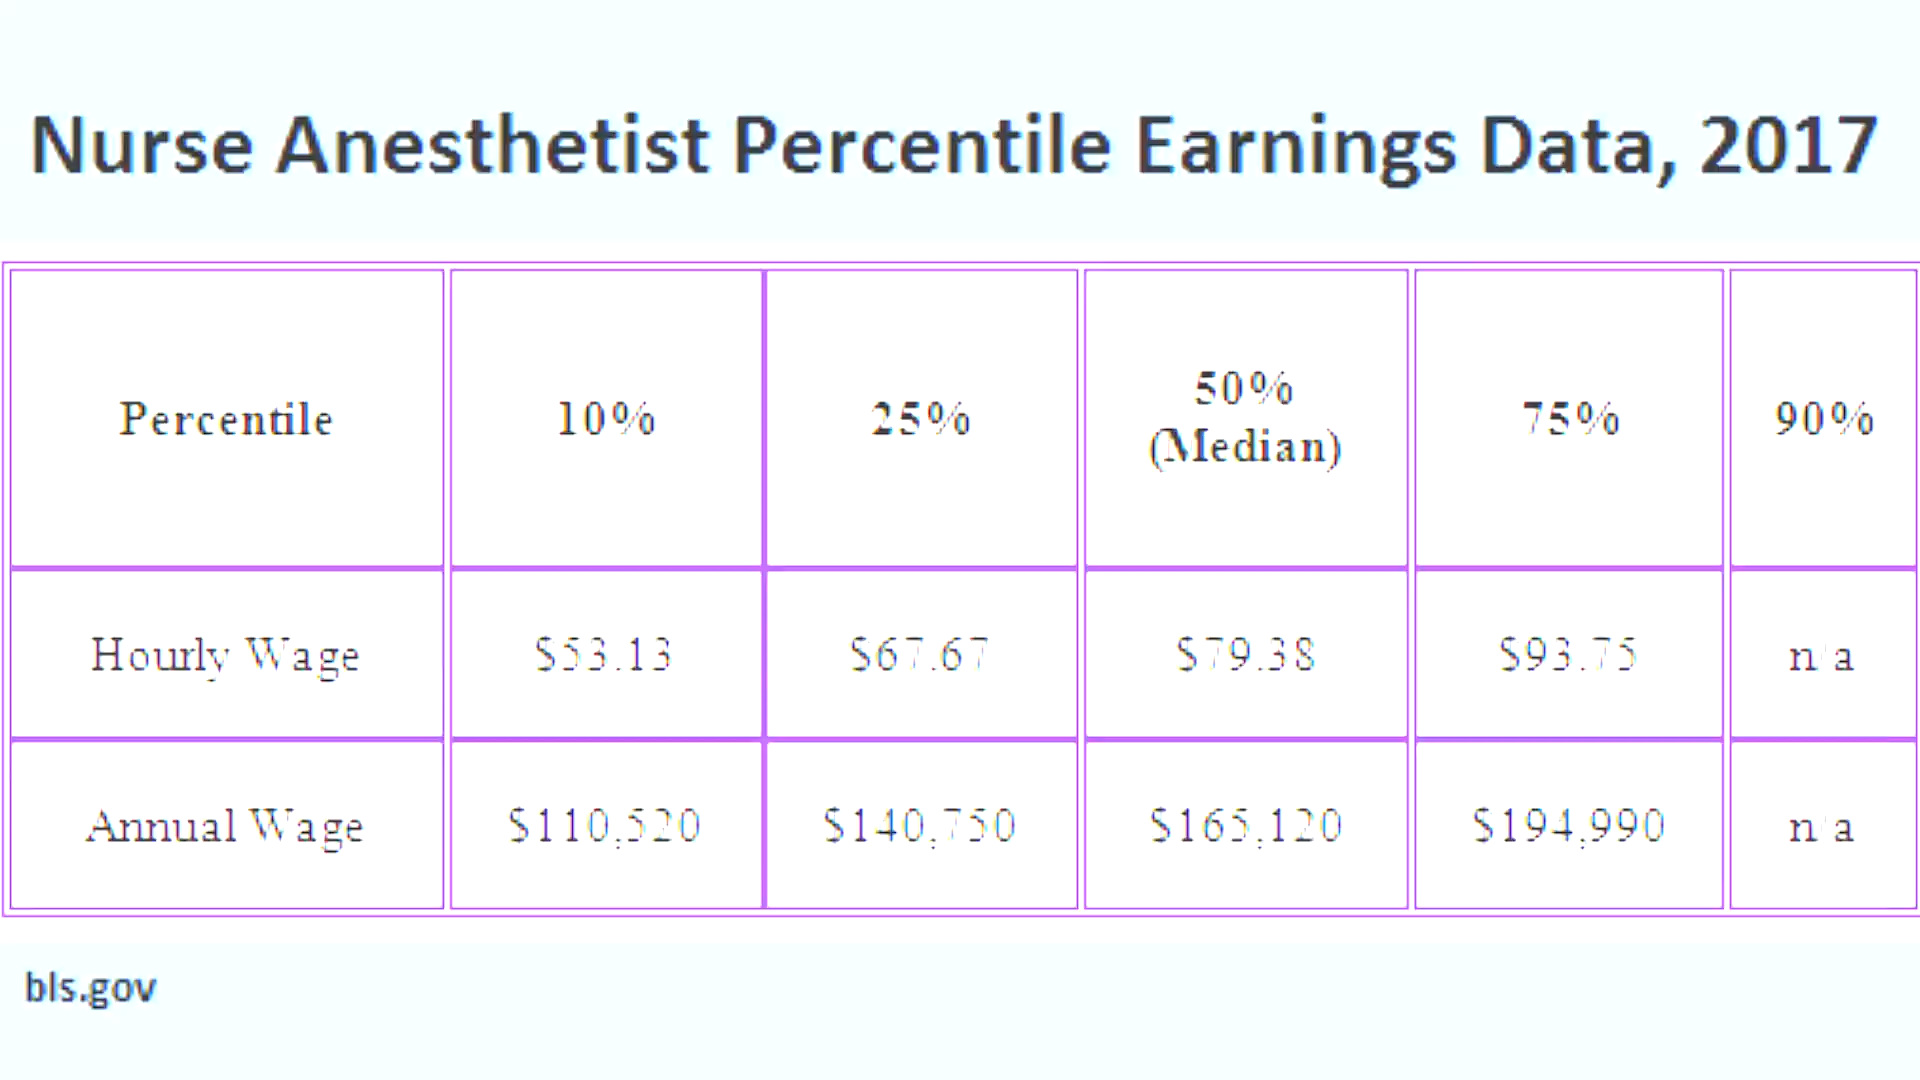 Nurse Anesthetist Percentile Earnings Data, 2017
Percentile 10% 25% 50% (Median) 75% 90%
Hourly Wage $53.13 $67.67 $79.38 $93.75 n/a
Annual Wage $110,520 $140,750 $165,120 $194,990 n/a
bls.gov